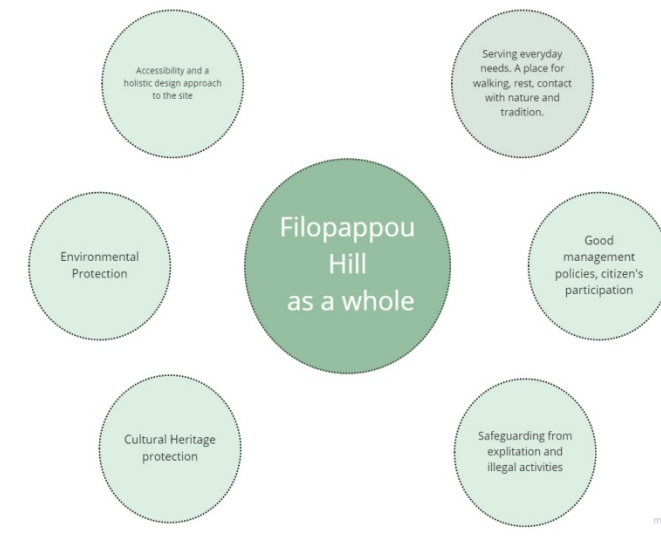 Accessibility and a
holistic design approach
to the site
Serving everyday
needs. A place for
walking, rest, contact
with nature and
tradition.
Filopappou
Hill
as a whole
Environmental
Protection
Good
management
policies, citizen's
participation
Cultural Heritage
protection
Safeguarding from
explitation and
illegal activities